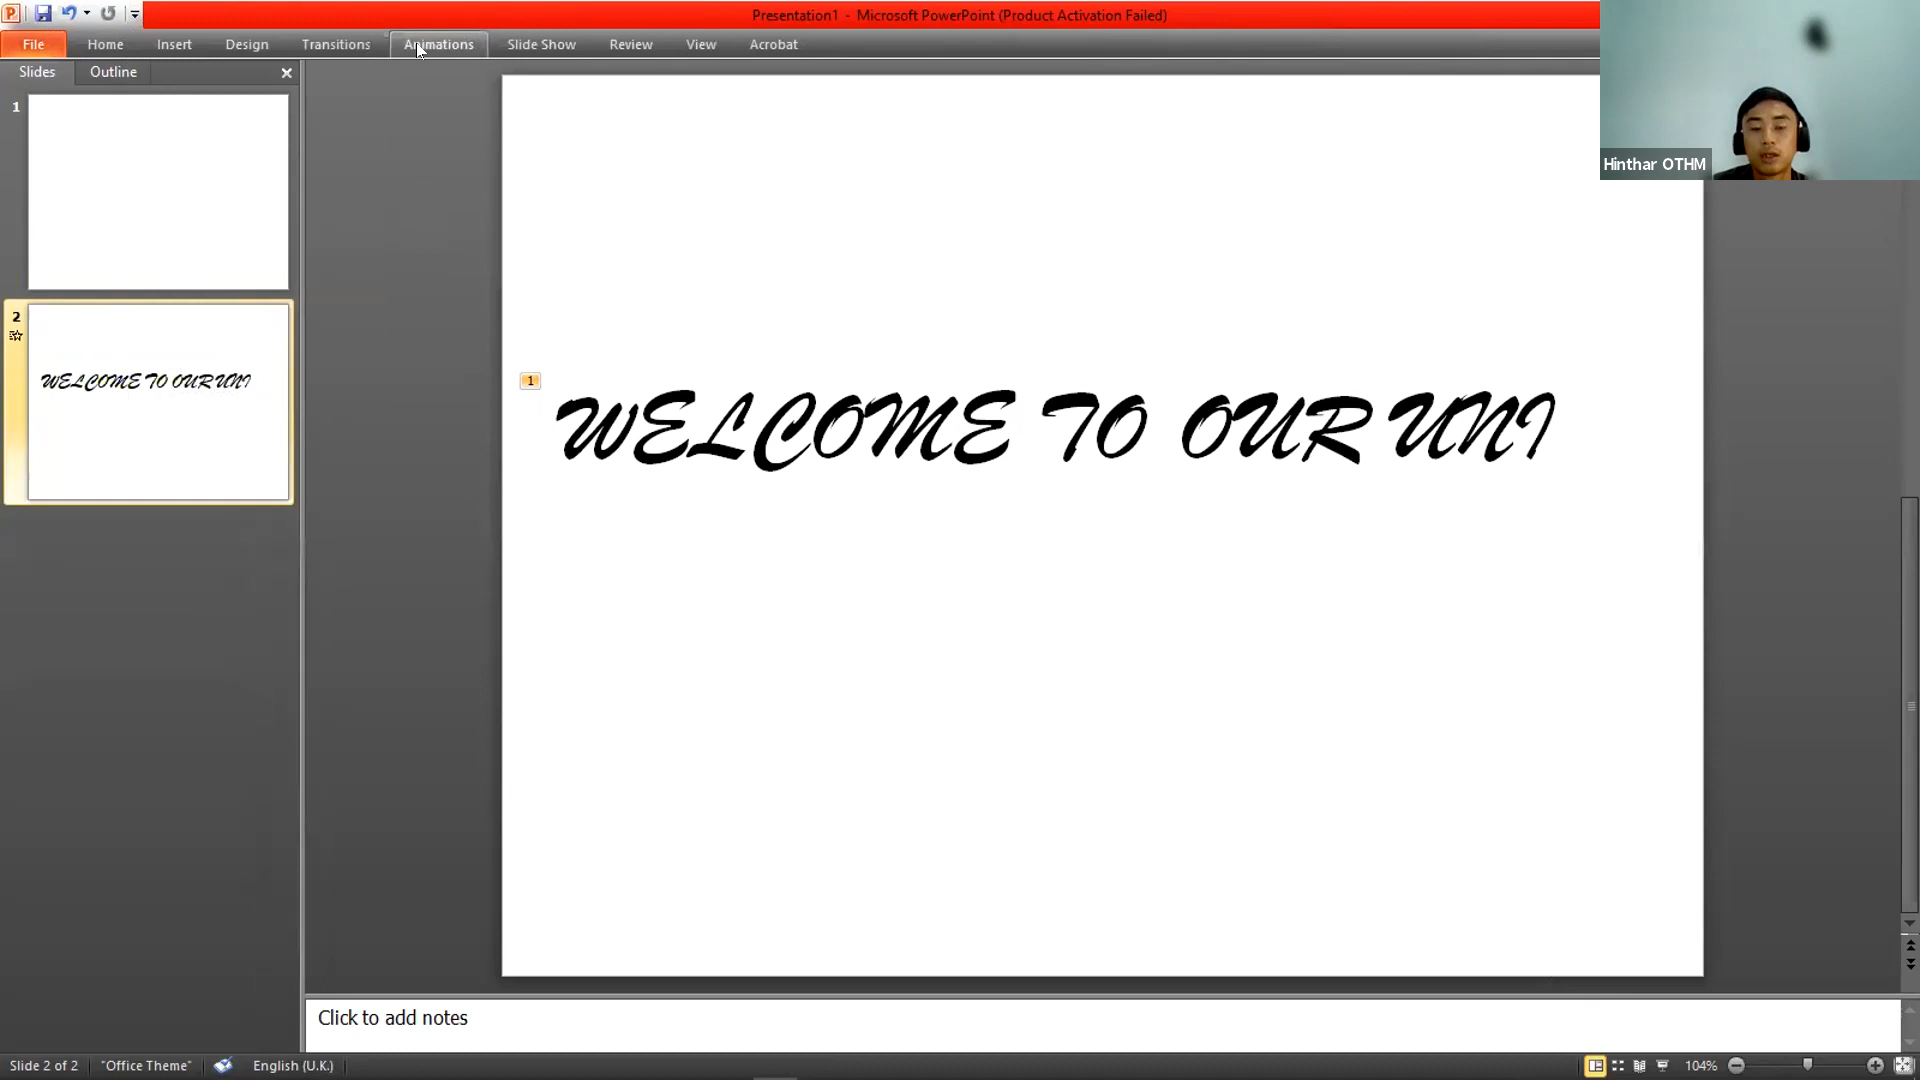 Presentation1 - Microsoft PowerPoint (Product Activation Failed)
File Home Insert Design Transitions Animations Slide Show Review View Acrobat
Slides Outline
Hinthar OTHM
1
2
WELCOME TO OUR UNI
1
WELCOME TO OUR UNI
Click to add notes
Slide 2 of 2 "Office Theme" English (U.K.) 104%